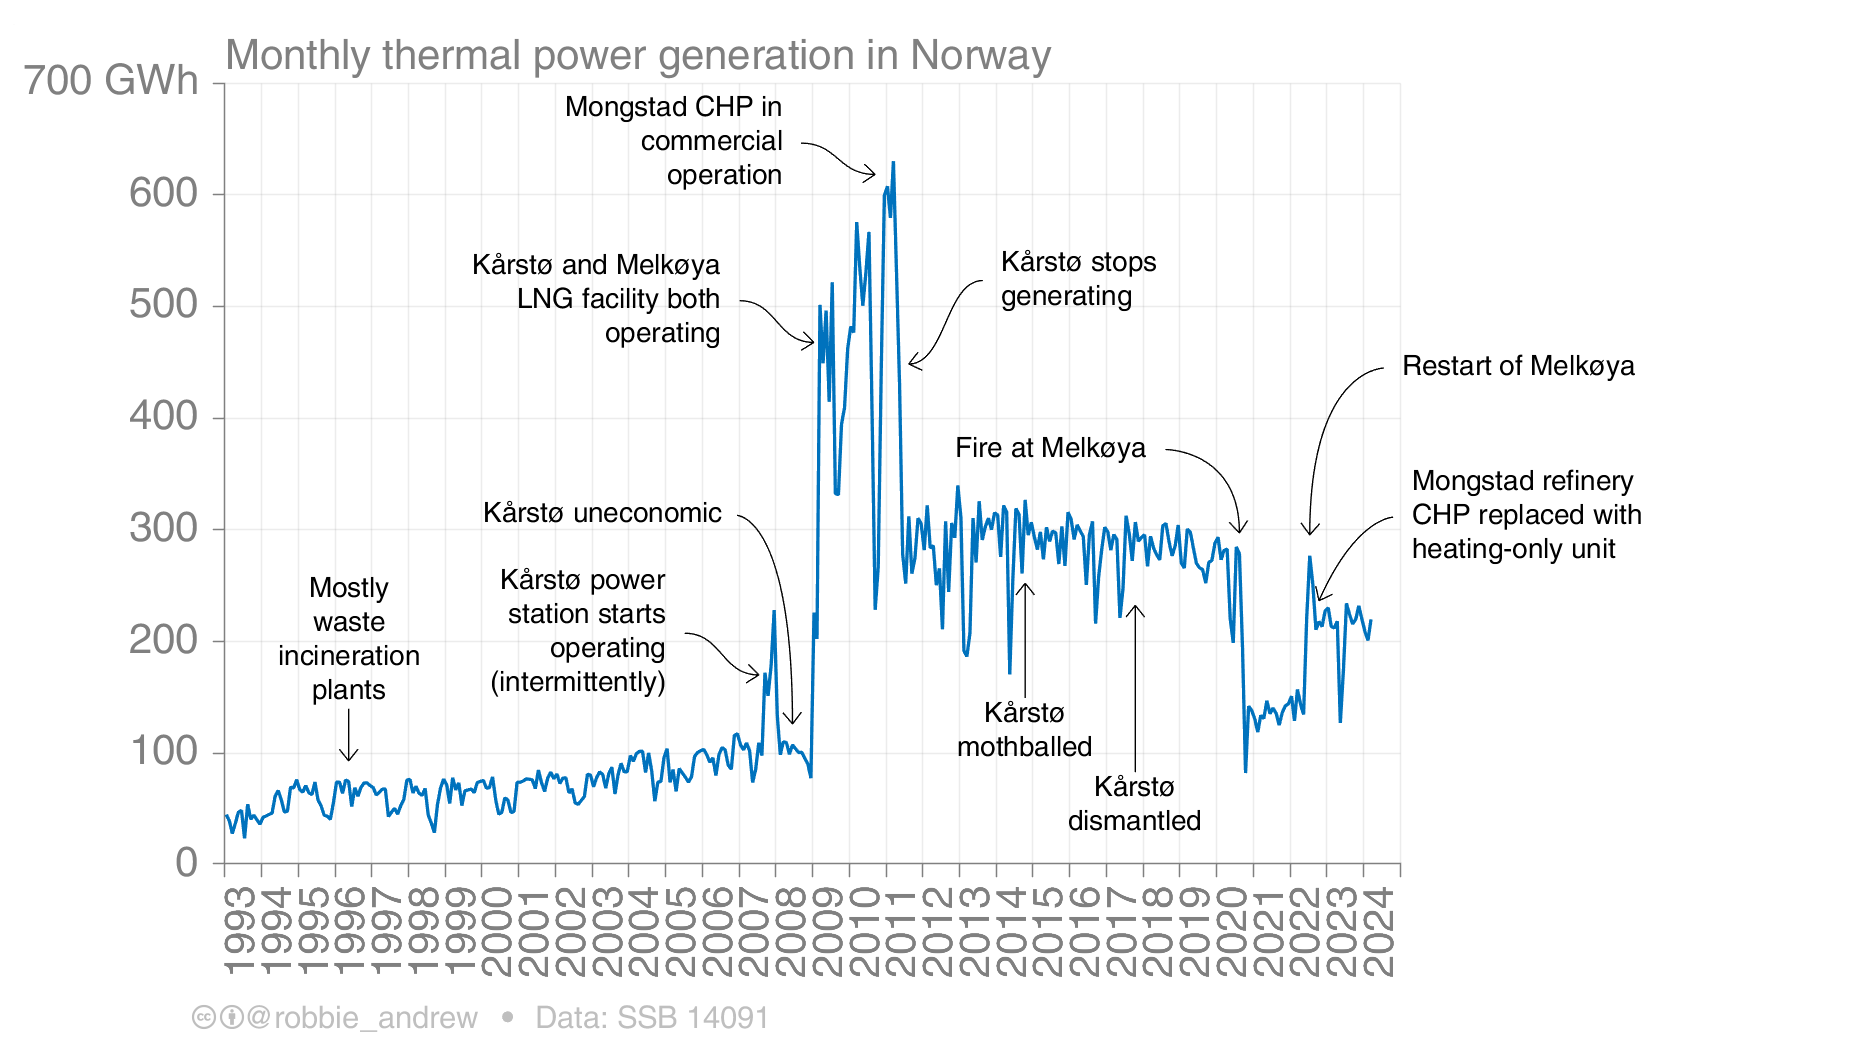 Monthly thermal power generation in Norway
700 GWh
600
500
400
300
200
100
0
Mongstad CHP in
commercial
operation
Kårstø and Melkøya
LNG facility both
operating
Kårstø stops
generating
Restart of Melkøya
Fire at Melkøya
Mongstad refinery
CHP replaced with
heating-only unit
Kårstø uneconomic
Kårstø power
station starts
operating
(intermittently)
Mostly
waste
incineration
plants
Kårstø
mothballed
Kårstø
dismantled
1993
1994
1995
1996
1997
1998
1999
2000
2001
2002
2003
2004
2005
2006
2007
2008
2009
2010
2011
2012
2013
2014
2015
2016
2017
2018
2019
2020
2021
2022
2023
2024
cc @robbie_andrew • Data: SSB 14091